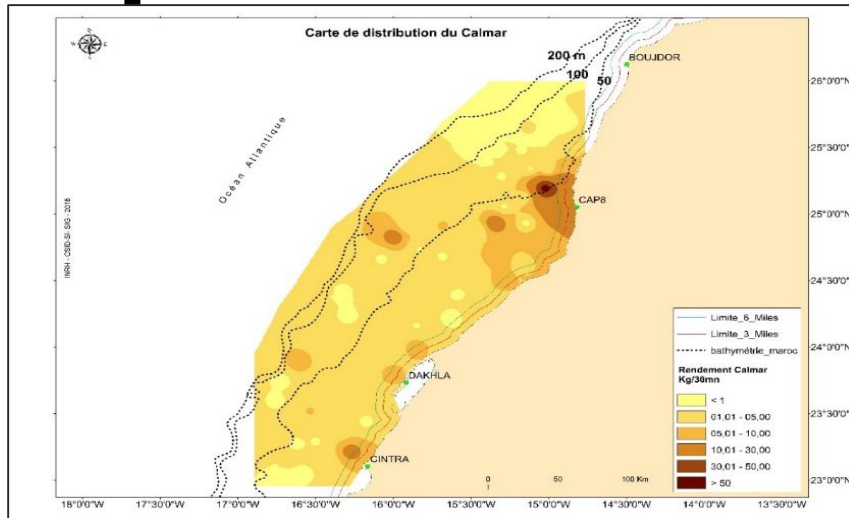 Carte de distribution du Calmar
200 m
100
50
BOUJDOR
26°0'0"N
25°30'0"N
25°0'0"N
24°30'0"N
24°0'0"N
23°30'0"N
23°0'0"N
Océan Atlantique
CAP8
INRH - CSID-SI- SIG - 2016
DAKHLA
CINTRA
Limite_6_Miles
Limite_3_Miles
bathymétrie_maroc
Rendement Calmar
Kg/30mn
< 1
01,01 - 05,00
05,01 - 10,00
10,01 - 30,00
30,01 - 50,00
> 50
0 50 100 Km
18°0'0"W 17°30'0"W 17°0'0"W 16°30'0"W 16°0'0"W 15°30'0"W 15°0'0"W 14°30'0"W 14°0'0"W 13°30'0"W